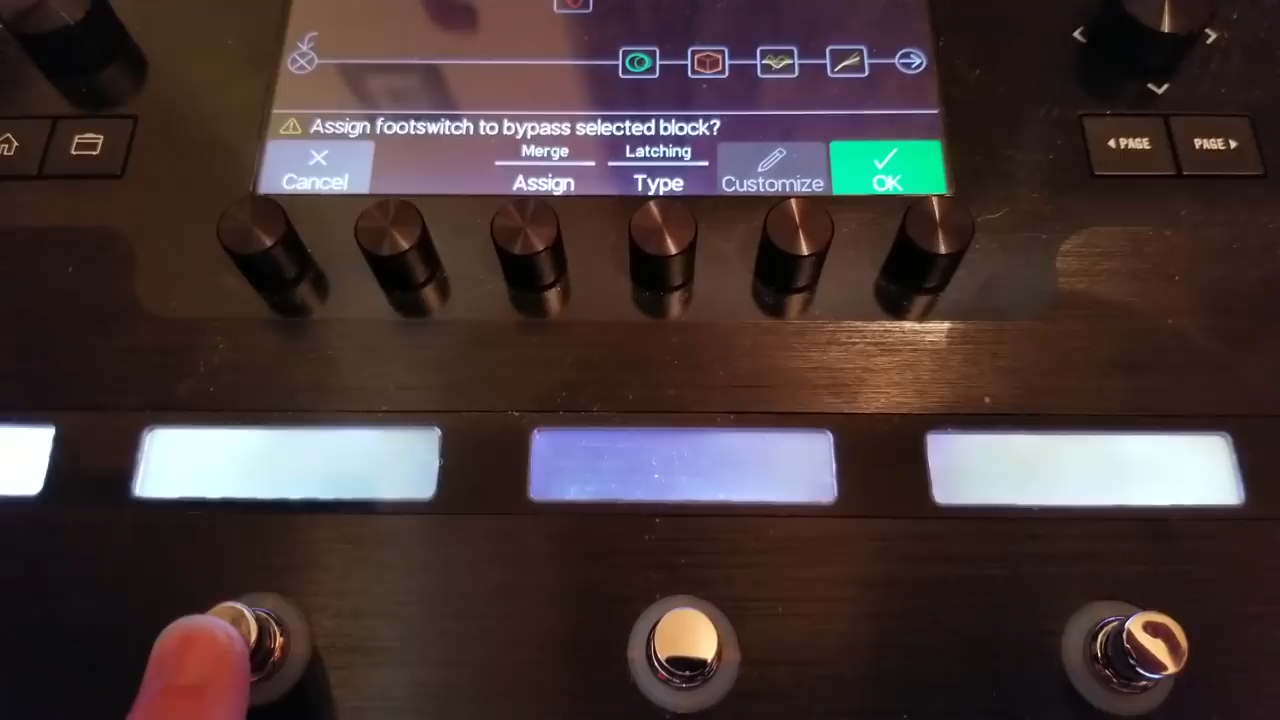 Assign footswitch to bypass selected block?
Merge
Latching
Cancel
Assign
Type
Customize
OK
PAGE
PAGE